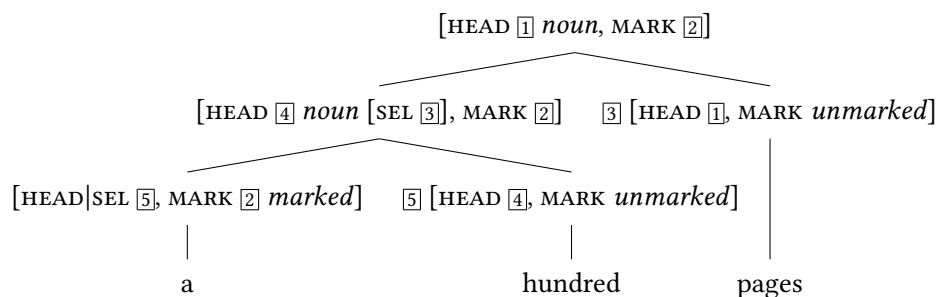 [HEAD 1 noun, MARK 2]
[HEAD 4 noun [SEL 3], MARK 2] 3 [HEAD 1, MARK unmarked]
[HEAD|SEL 5, MARK 2 marked] 5 [HEAD 4, MARK unmarked]
a hundred pages